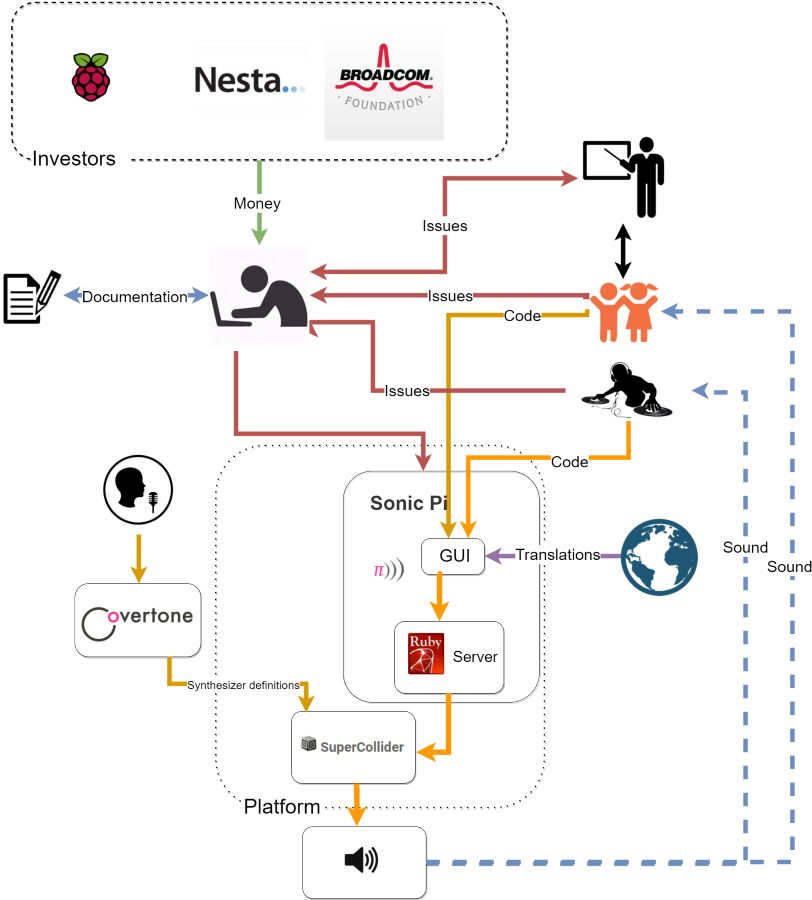 Nesta...
BROADCOM®
· FOUNDATION ·
Investors
Money
Issues
Documentation
Issues
Code
Issues
Code
Sonic Pi
GUI
Translations
Sound
Sound
π)))
overtone
Ruby
Server
Synthesizer definitions
SuperCollider
Platform